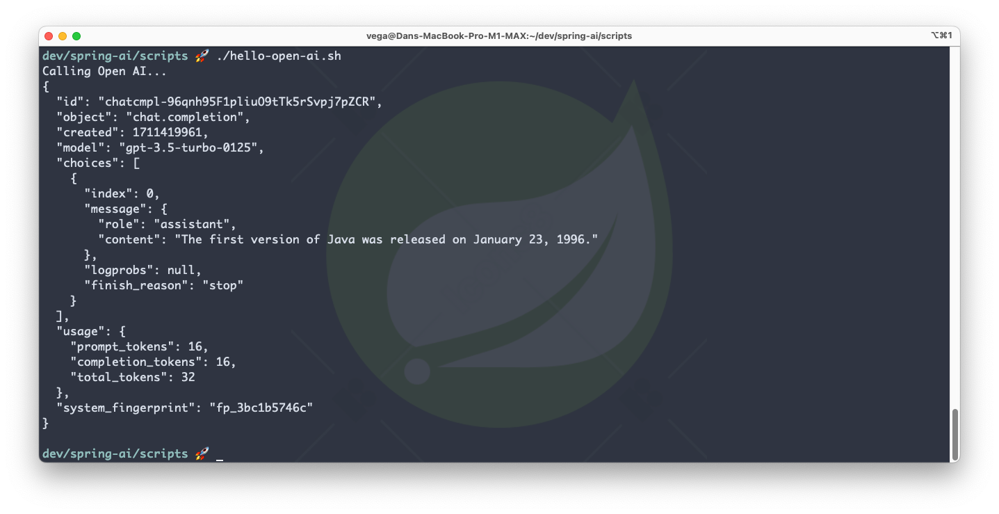 vega@Dans-MacBook-Pro-M1-MAX:~/dev/spring-ai/scripts
⌥⌘1
dev/spring-ai/scripts 🚀 ./hello-open-ai.sh
Calling Open AI...
{
  "id": "chatcmpl-96qnh95F1pliuO9tTk5rSvpj7pZCR",
  "object": "chat.completion",
  "created": 1711419961,
  "model": "gpt-3.5-turbo-0125",
  "choices": [
    {
      "index": 0,
      "message": {
        "role": "assistant",
        "content": "The first version of Java was released on January 23, 1996."
      },
      "logprobs": null,
      "finish_reason": "stop"
    }
  ],
  "usage": {
    "prompt_tokens": 16,
    "completion_tokens": 16,
    "total_tokens": 32
  },
  "system_fingerprint": "fp_3bc1b5746c"
}
dev/spring-ai/scripts 🚀 _